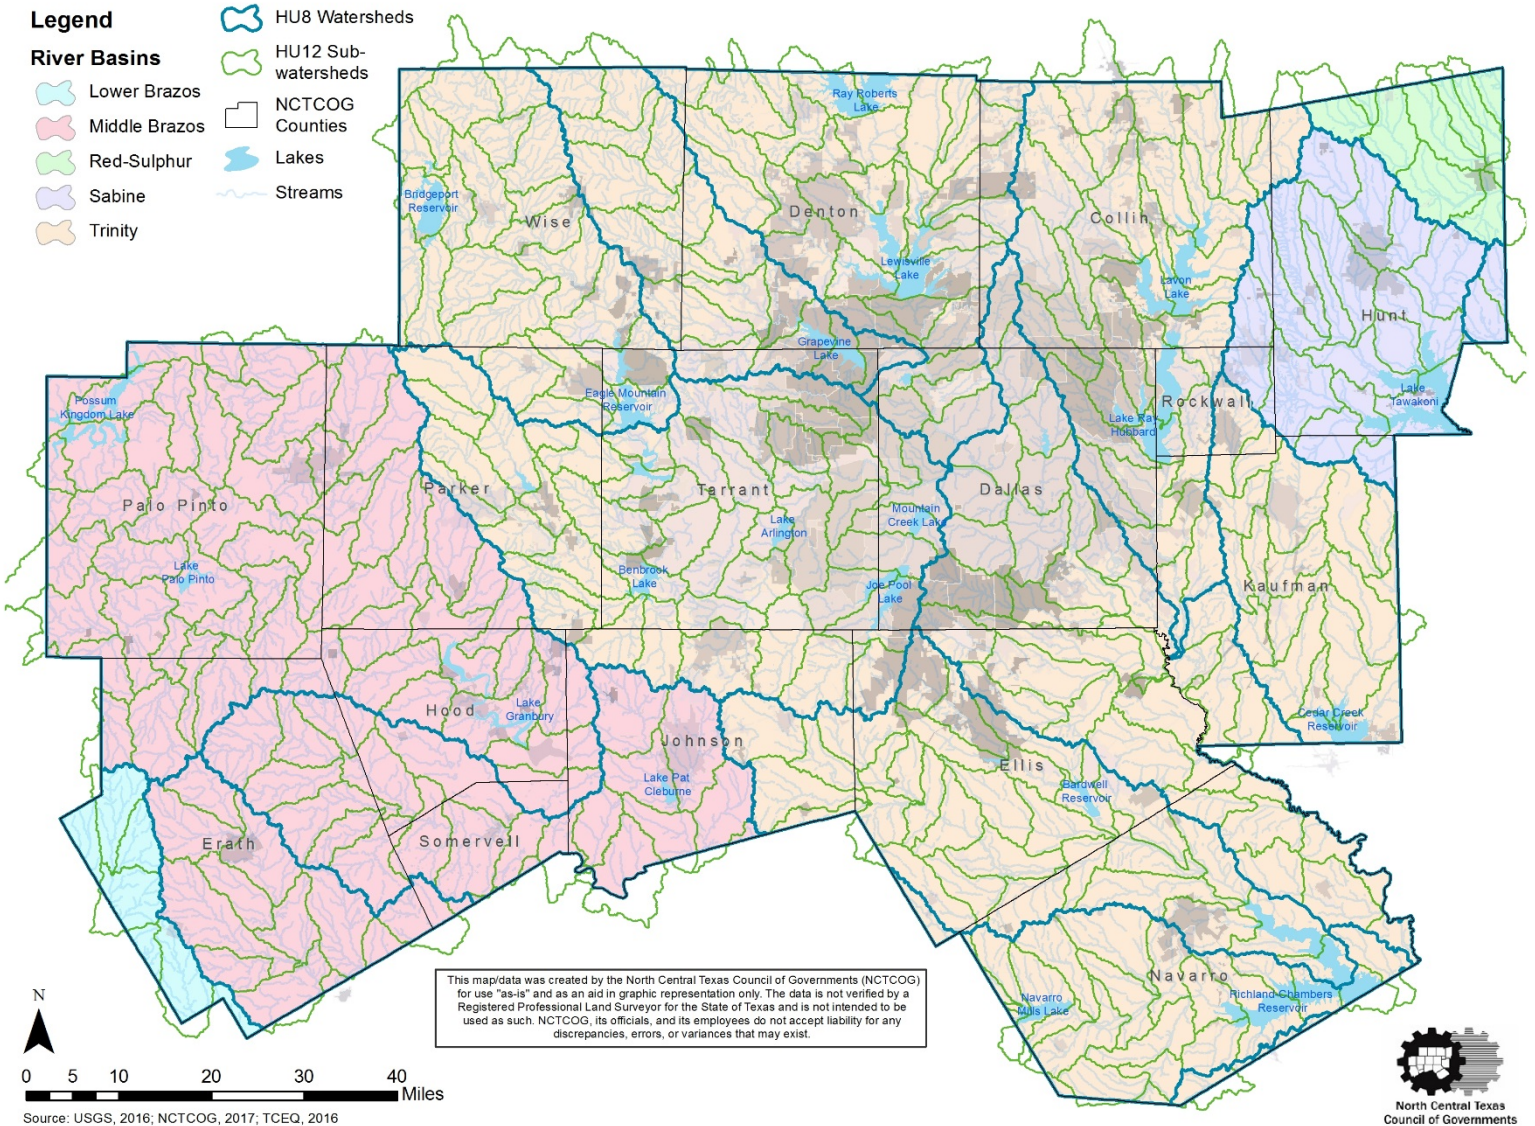 Legend
River Basins
Lower Brazos
Middle Brazos
Red-Sulphur
Sabine
Trinity
HU8 Watersheds
HU12 Sub-
watersheds
NCTCOG
Counties
Lakes
Streams
Ray Roberts
Lake
Bridgeport
Reservoir
Wise
Denton
Collin
Lewisville
Lake
Lavon
Lake
Hunt
Grapevine
Lake
Eagle Mountain
Reservoir
Possum
Kingdom Lake
Lake
Tawakoni
Rockwall
Lake Ray
Hubbard
Parker
Tarrant
Dallas
Palo Pinto
Mountain
Creek Lake
Lake
Arlington
Lake
Palo Pinto
Benbrook
Lake
Joe Pool
Lake
Kaufman
Hood
Lake
Granbury
Cedar Creek
Reservoir
Johnson
Ellis
Lake Pat
Cleburne
Bardwell
Reservoir
Erath
Somervell
Navarro
Navarro
Mills Lake
Richland-Chambers
Reservoir
This map/data was created by the North Central Texas Council of Governments (NCTCOG)
for use "as-is" and as an aid in graphic representation only. The data is not verified by a
Registered Professional Land Surveyor for the State of Texas and is not intended to be
used as such. NCTCOG, its officials, and its employees do not accept liability for any
discrepancies, errors, or variances that may exist.
N
0 5 10 20 30 40
Miles
Source: USGS, 2016; NCTCOG, 2017; TCEQ, 2016
North Central Texas
Council of Governments